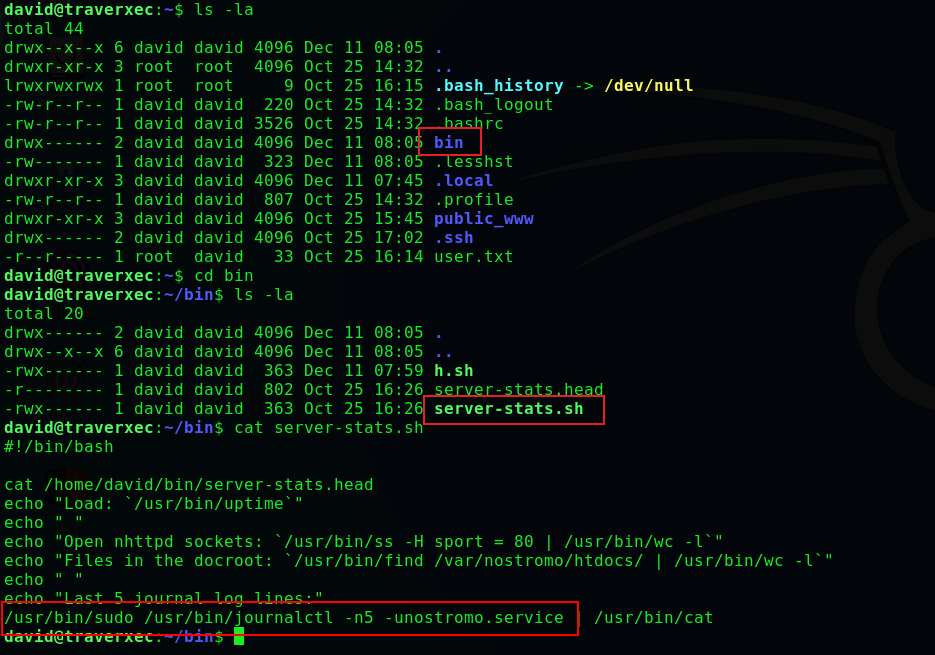 david@traverxec:~$ ls -la
total 44
drwx--x--x 6 david david 4096 Dec 11 08:05 .
drwxr-xr-x 3 root  root  4096 Oct 25 14:32 ..
lrwxrwxrwx 1 root  root     9 Oct 25 16:15 .bash_history -> /dev/null
-rw-r--r-- 1 david david  220 Oct 25 14:32 .bash_logout
-rw-r--r-- 1 david david 3526 Oct 25 14:32 .bashrc
drwx------ 2 david david 4096 Dec 11 08:05 bin
-rw------- 1 david david  323 Dec 11 08:05 .lesshst
drwxr-xr-x 3 david david 4096 Dec 11 07:45 .local
-rw-r--r-- 1 david david  807 Oct 25 14:32 .profile
drwxr-xr-x 3 david david 4096 Oct 25 15:45 public_www
drwx------ 2 david david 4096 Oct 25 17:02 .ssh
-r--r----- 1 root  david   33 Oct 25 16:14 user.txt
david@traverxec:~$ cd bin
david@traverxec:~/bin$ ls -la
total 20
drwx------ 2 david david 4096 Dec 11 08:05 .
drwx--x--x 6 david david 4096 Dec 11 08:05 ..
-rwx------ 1 david david  363 Dec 11 07:59 h.sh
-r-------- 1 david david  802 Oct 25 16:26 server-stats.head
-rwx------ 1 david david  363 Oct 25 16:26 server-stats.sh
david@traverxec:~/bin$ cat server-stats.sh
#!/bin/bash

cat /home/david/bin/server-stats.head
echo "Load: `/usr/bin/uptime`"
echo " "
echo "Open nhttpd sockets: `/usr/bin/ss -H sport = 80 | /usr/bin/wc -l`"
echo "Files in the docroot: `/usr/bin/find /var/nostromo/htdocs/ | /usr/bin/wc -l`"
echo " "
echo "Last 5 journal log lines:"
/usr/bin/sudo /usr/bin/journalctl -n5 -unostromo.service | /usr/bin/cat
david@traverxec:~/bin$